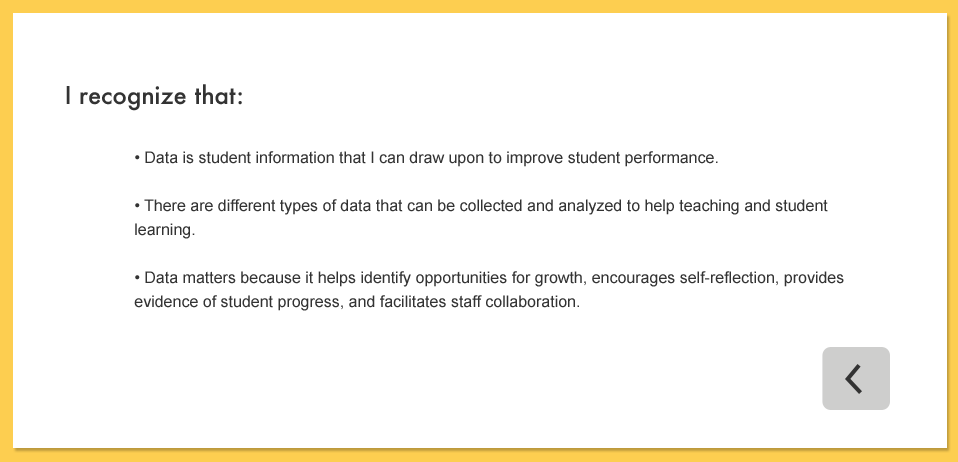 I recognize that:
• Data is student information that I can draw upon to improve student performance.
• There are different types of data that can be collected and analyzed to help teaching and student
learning.
• Data matters because it helps identify opportunities for growth, encourages self-reflection, provides
evidence of student progress, and facilitates staff collaboration.